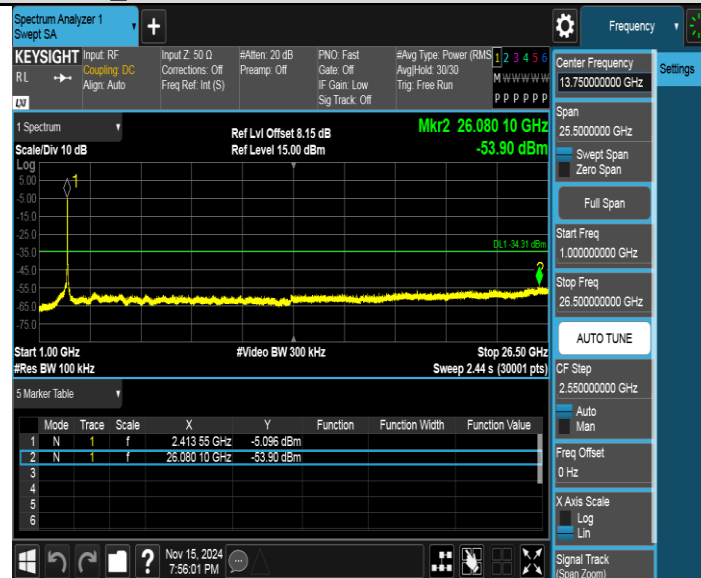 Spectrum Analyzer 1
Swept SA
Frequency
KEYSIGHT
RL
LXI
Input: RF
Coupling: DC
Align: Auto
Input Z: 50 Ω
Corrections: Off
Freq Ref: Int (S)
#Atten: 20 dB
Preamp: Off
PNO: Fast
Gate: Off
IF Gain: Low
Sig Track: Off
#Avg Type: Power (RMS
Avg|Hold: 30/30
Trig: Free Run
1 2 3 4 5 6
M W W W W W
P P P P P P
Center Frequency
13.750000000 GHz
Settings
Span
25.5000000 GHz
Swept Span
Zero Span
Full Span
Start Freq
1.000000000 GHz
Stop Freq
26.500000000 GHz
AUTO TUNE
CF Step
2.550000000 GHz
Auto
Man
Freq Offset
0 Hz
X Axis Scale
Log
Lin
Signal Track
(Span Zoom)
1 Spectrum
Scale/Div 10 dB
Ref Lvl Offset 8.15 dB
Ref Level 15.00 dBm
Mkr2 26.080 10 GHz
-53.90 dBm
Log
5.00
-5.00
-15.0
-25.0
-35.0
-45.0
-55.0
-65.0
-75.0
1
DL1 -34.31 dBm
2
Start 1.00 GHz
#Res BW 100 kHz
#Video BW 300 kHz
Stop 26.50 GHz
Sweep 2.44 s (30001 pts)
5 Marker Table
Mode Trace Scale X Y Function Function Width Function Value
1 N 1 f 2.413 55 GHz -5.096 dBm
2 N 1 f 26.080 10 GHz -53.90 dBm
3
4
5
6
?
Nov 15, 2024
7:56:01 PM